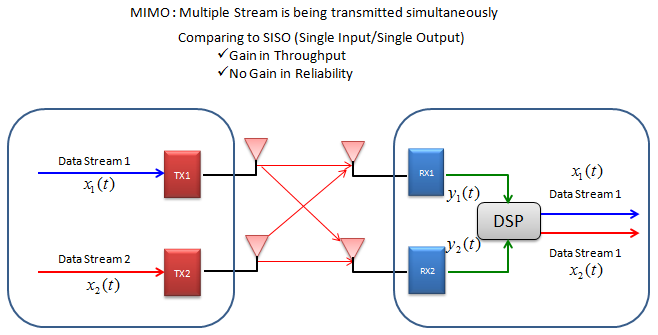 MIMO : Multiple Stream is being transmitted simultaneously
Comparing to SISO (Single Input/Single Output)
✓Gain in Throughput
✓No Gain in Reliability
Data Stream 1
x₁(t)
TX1
RX1
y₁(t)
x₁(t)
Data Stream 1
DSP
Data Stream 2
x₂(t)
TX2
RX2
y₂(t)
Data Stream 1
x₂(t)